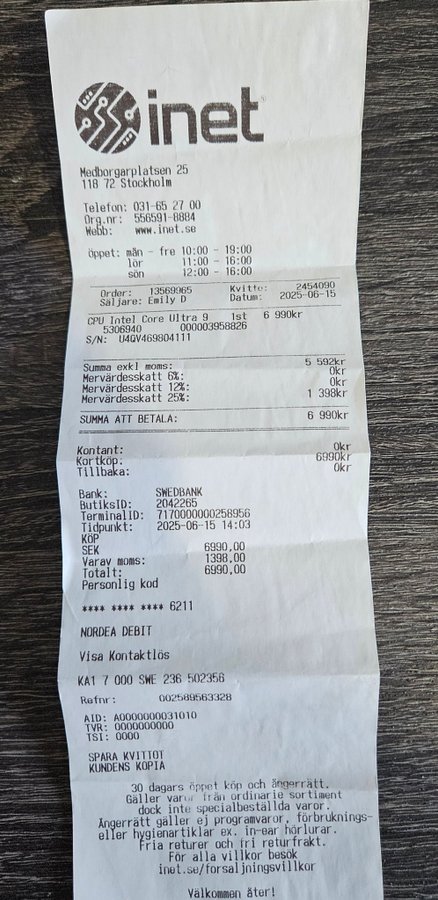 inet
Medborgarplatsen 25
118 72 Stockholm
Telefon: 031-65 27 00
Org.nr: 556591-8884
Webb: www.inet.se
öppet: mån - fre 10:00 - 19:00
lör 11:00 - 16:00
sön 12:00 - 16:00
Order: 13569965 Kvitto: 2454090
Säljare: Emily D Datum: 2025-06-15
CPU Intel Core Ultra 9 1st 6 990kr
5306940 000003958826
S/N: U4QV469804111
Summa exkl moms: 5 592kr
Mervärdesskatt 6%: 0kr
Mervärdesskatt 12%: 0kr
Mervärdesskatt 25%: 1 398kr
SUMMA ATT BETALA: 6 990kr
Kontant: 0kr
Kortköp: 6990kr
Tillbaka: 0kr
Bank: SWEDBANK
ButiksID: 2042265
TerminalID: 7170000000258956
Tidpunkt: 2025-06-15 14:03
KÖP
SEK 6990,00
Varav moms: 1398,00
Totalt: 6990,00
Personlig kod
**** **** **** 6211
NORDEA DEBIT
Visa Kontaktlös
KA1 7 000 SWE 236 502356
Refnr: 002589563328
AID: A0000000031010
TVR: 0000000000
TSI: 0000
SPARA KVITTOT
KUNDENS KOPIA
30 dagars öppet köp och ångerrätt.
Gäller varor från ordinarie sortiment
dock inte specialbeställda varor.
Ångerrätt gäller ej programvaror, förbruknings-
eller hygienartiklar ex. in-ear hörlurar.
Fria returer och fri returfrakt.
För alla villkor besök
inet.se/forsaljningsvillkor
Välkommen åter!